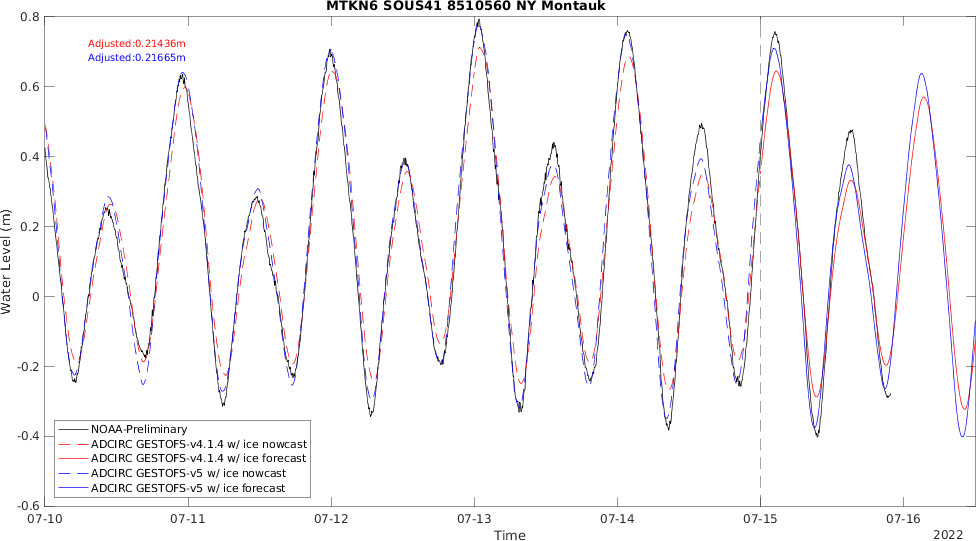 MTKN6 SOUS41 8510560 NY Montauk
0.8
0.6
0.4
0.2
0
-0.2
-0.4
-0.6
Water Level (m)
Adjusted:0.21436m
Adjusted:0.21665m
NOAA-Preliminary
ADCIRC GESTOFS-v4.1.4 w/ ice nowcast
ADCIRC GESTOFS-v4.1.4 w/ ice forecast
ADCIRC GESTOFS-v5 w/ ice nowcast
ADCIRC GESTOFS-v5 w/ ice forecast
07-10 07-11 07-12 07-13 07-14 07-15 07-16
Time
2022